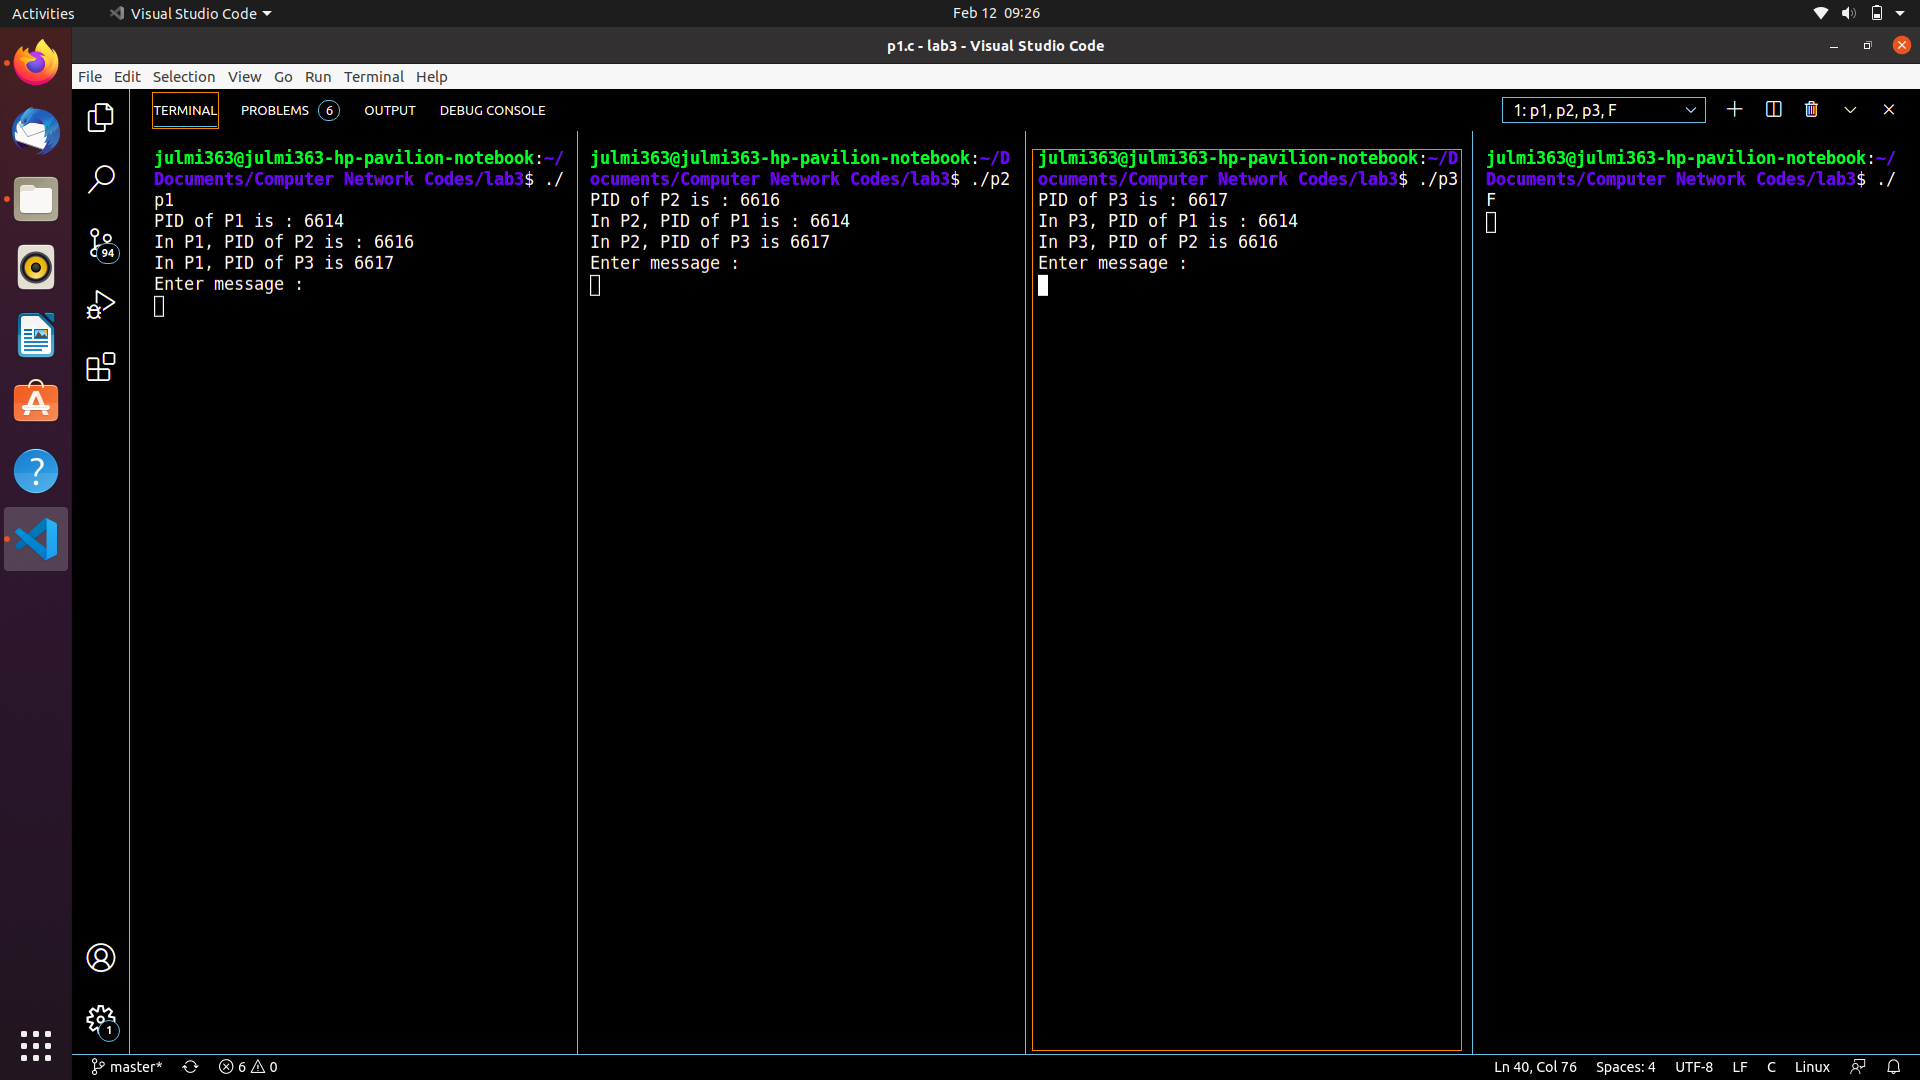 Activities
Visual Studio Code
Feb 12 09:26
p1.c - lab3 - Visual Studio Code
File Edit Selection View Go Run Terminal Help
TERMINAL PROBLEMS 6 OUTPUT DEBUG CONSOLE
1: p1, p2, p3, F
julmi363@julmi363-hp-pavilion-notebook:~/
Documents/Computer Network Codes/lab3$ ./
p1
PID of P1 is : 6614
In P1, PID of P2 is : 6616
In P1, PID of P3 is 6617
Enter message :
julmi363@julmi363-hp-pavilion-notebook:~/D
ocuments/Computer Network Codes/lab3$ ./p2
PID of P2 is : 6616
In P2, PID of P1 is : 6614
In P2, PID of P3 is 6617
Enter message :
julmi363@julmi363-hp-pavilion-notebook:~/D
ocuments/Computer Network Codes/lab3$ ./p3
PID of P3 is : 6617
In P3, PID of P1 is : 6614
In P3, PID of P2 is 6616
Enter message :
julmi363@julmi363-hp-pavilion-notebook:~/
Documents/Computer Network Codes/lab3$ ./
F
94
1
master* 6 0
Ln 40, Col 76 Spaces: 4 UTF-8 LF C Linux